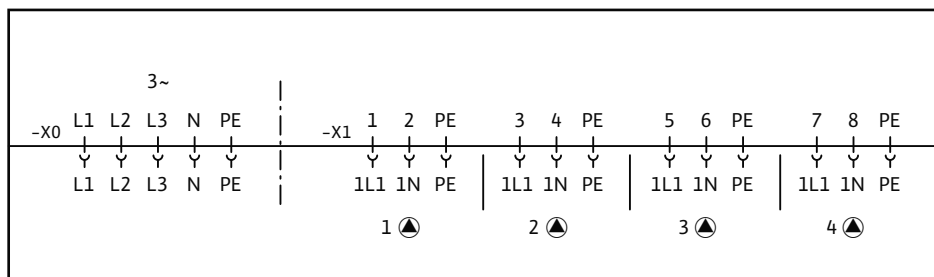 3~
-X0 L1 L2 L3 N PE -X1 1 2 PE 3 4 PE 5 6 PE 7 8 PE
L1 L2 L3 N PE 1L1 1N PE 1L1 1N PE 1L1 1N PE 1L1 1N PE
1 2 3 4